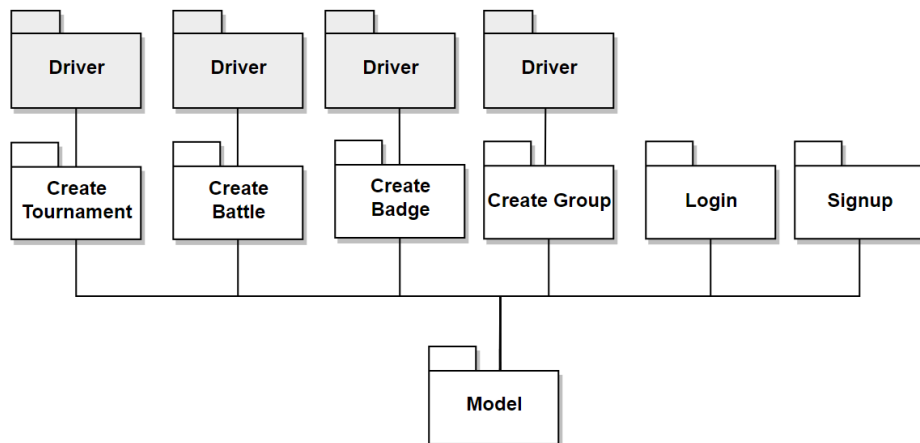 Driver
Driver
Driver
Driver
Create
Tournament
Create
Battle
Create
Badge
Create Group
Login
Signup
Model